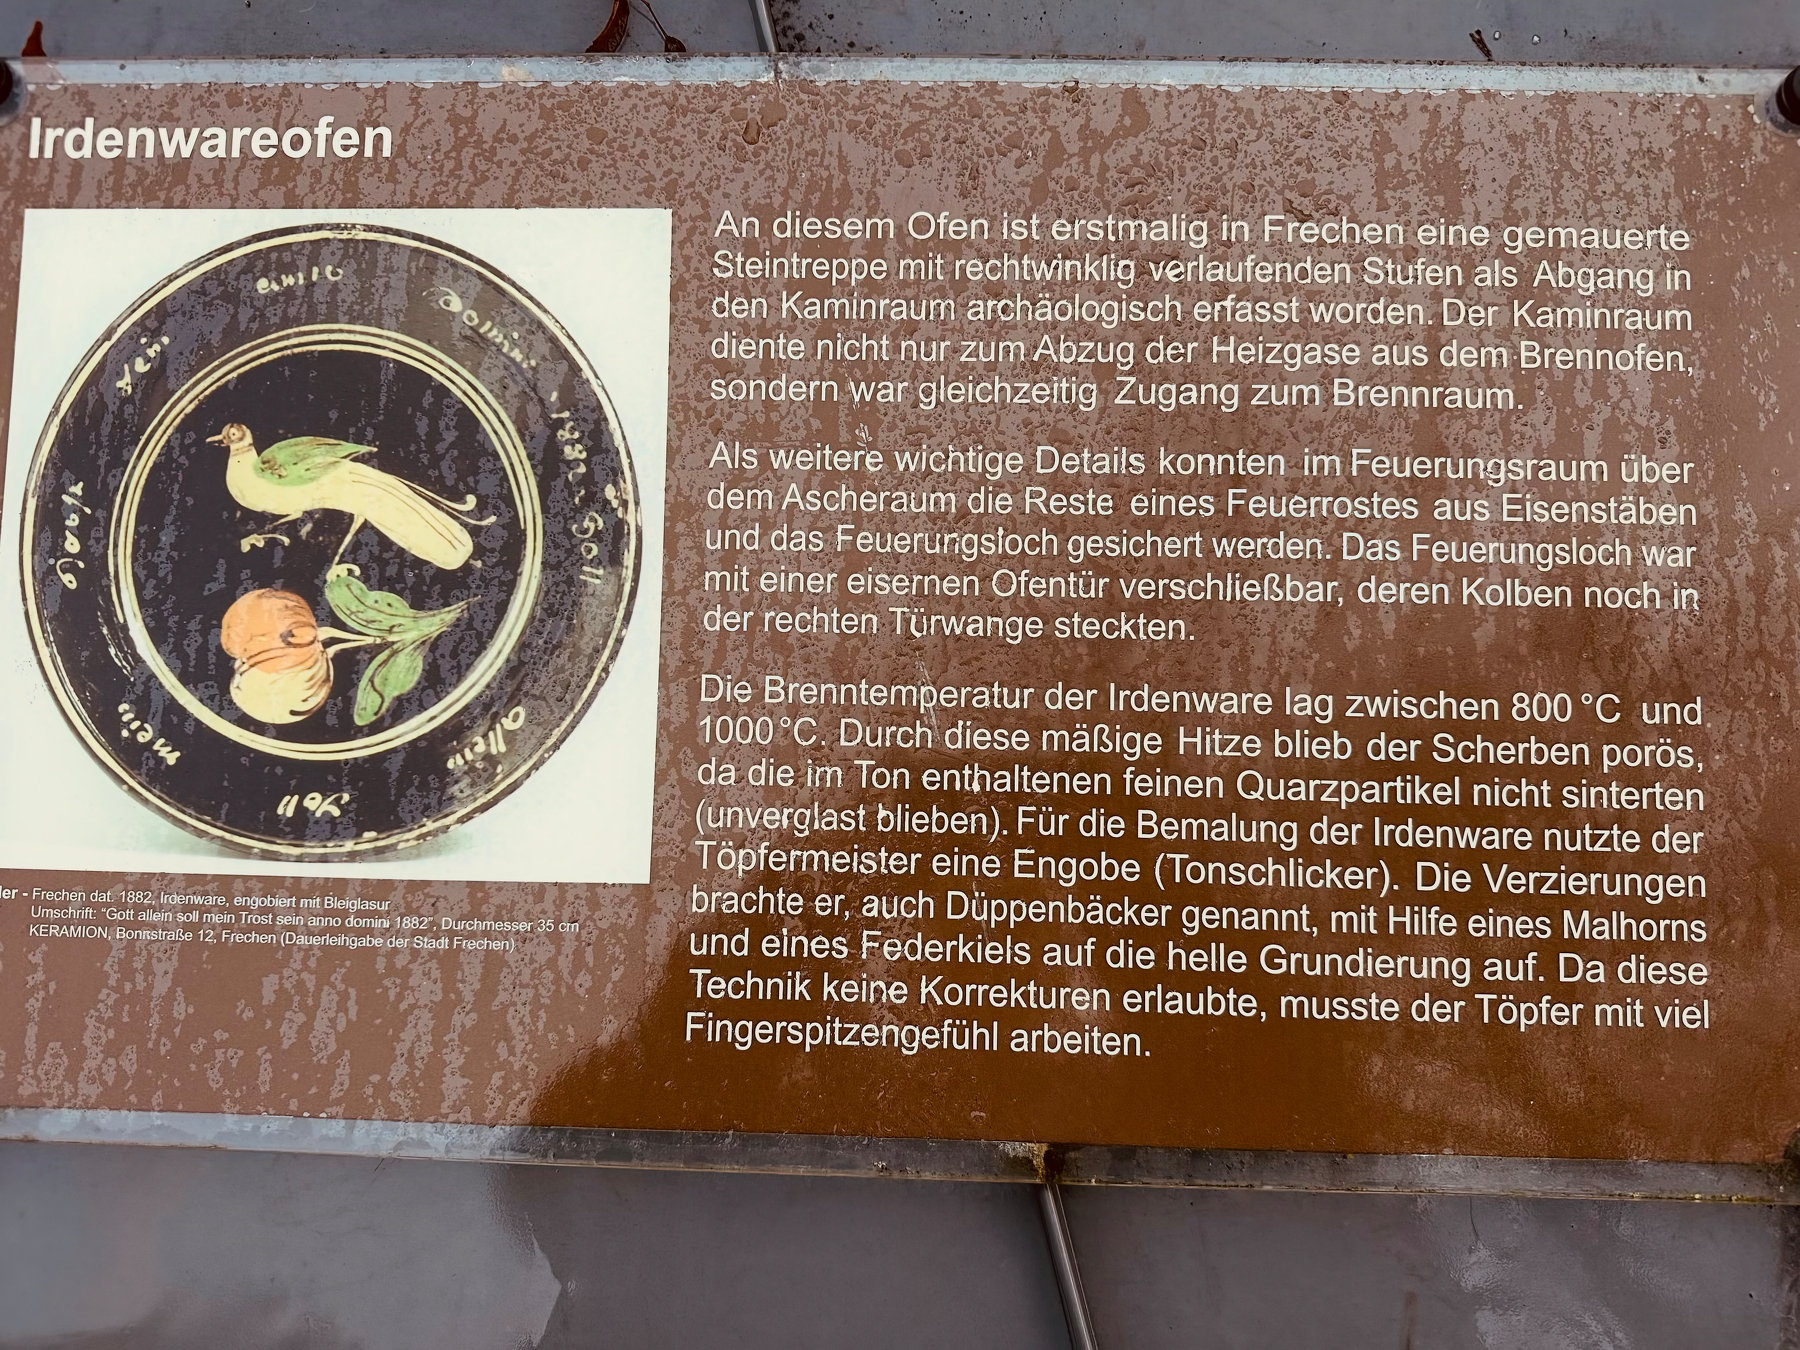 Irdenwareofen
anno
Domini
1882
Gott
allein
soll
mein
sein
An diesem Ofen ist erstmalig in Frechen eine gemauerte
Steintreppe mit rechtwinklig verlaufenden Stufen als Abgang in
den Kaminraum archäologisch erfasst worden. Der Kaminraum
diente nicht nur zum Abzug der Heizgase aus dem Brennofen,
sondern war gleichzeitig Zugang zum Brennraum.
Als weitere wichtige Details konnten im Feuerungsraum über
dem Ascheraum die Reste eines Feuerrostes aus Eisenstäben
und das Feuerungsloch gesichert werden. Das Feuerungsloch war
mit einer eisernen Ofentür verschließbar, deren Kolben noch in
der rechten Türwange steckten.
Die Brenntemperatur der Irdenware lag zwischen 800 °C und
1000 °C. Durch diese mäßige Hitze blieb der Scherben porös,
da die im Ton enthaltenen feinen Quarzpartikel nicht sinterten
(unverglast blieben). Für die Bemalung der Irdenware nutzte der
Töpfermeister eine Engobe (Tonschlicker). Die Verzierungen
brachte er, auch Düppenbäcker genannt, mit Hilfe eines Malhorns
und eines Federkiels auf die helle Grundierung auf. Da diese
Technik keine Korrekturen erlaubte, musste der Töpfer mit viel
Fingerspitzengefühl arbeiten.
- Frechen dat. 1882, Irdenware, engobiert mit Bleiglasur
Umschrift: “Gott allein soll mein Trost sein anno domini 1882”, Durchmesser 35 cm
KERAMION, Bonnstraße 12, Frechen (Dauerleihgabe der Stadt Frechen)